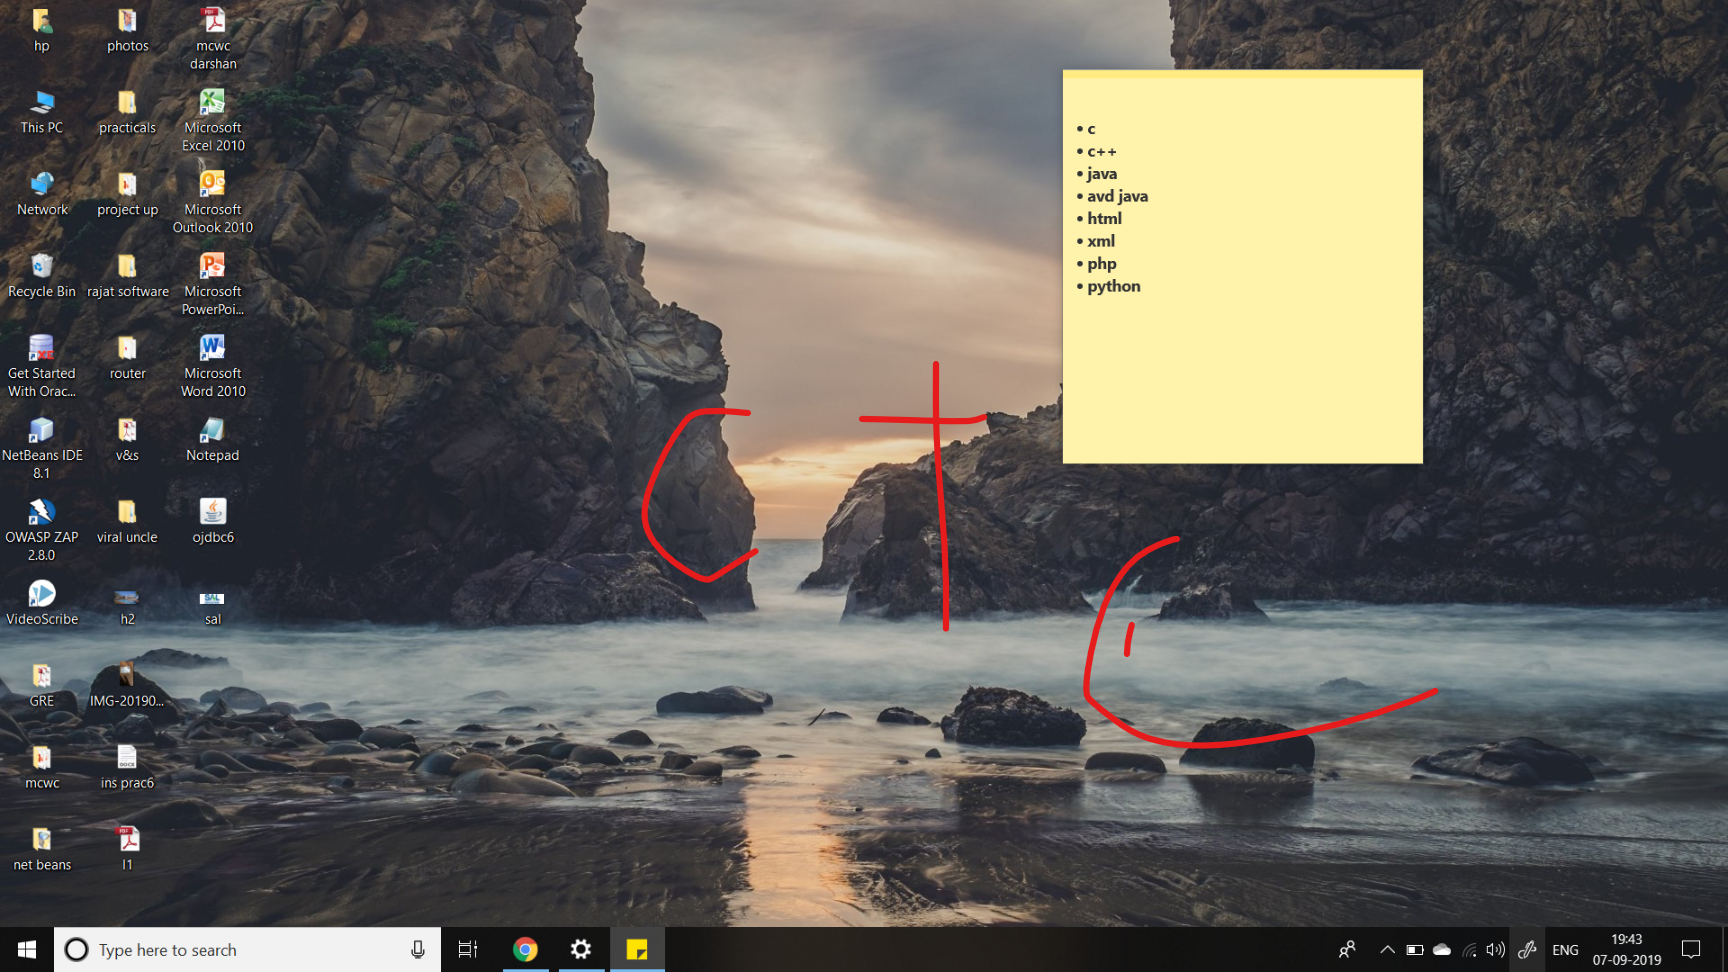 hp
photos
mcwc
darshan
This PC
practicals
Microsoft
Excel 2010
Network
project up
Microsoft
Outlook 2010
Recycle Bin
rajat software
Microsoft
PowerPoi...
Get Started
With Orac...
router
Microsoft
Word 2010
NetBeans IDE
8.1
v&s
Notepad
OWASP ZAP
2.8.0
viral uncle
ojdbc6
VideoScribe
h2
sal
GRE
IMG-20190...
mcwc
ins prac6
net beans
l1
• c
• c++
• java
• avd java
• html
• xml
• php
• python
Type here to search
ENG
19:43
07-09-2019